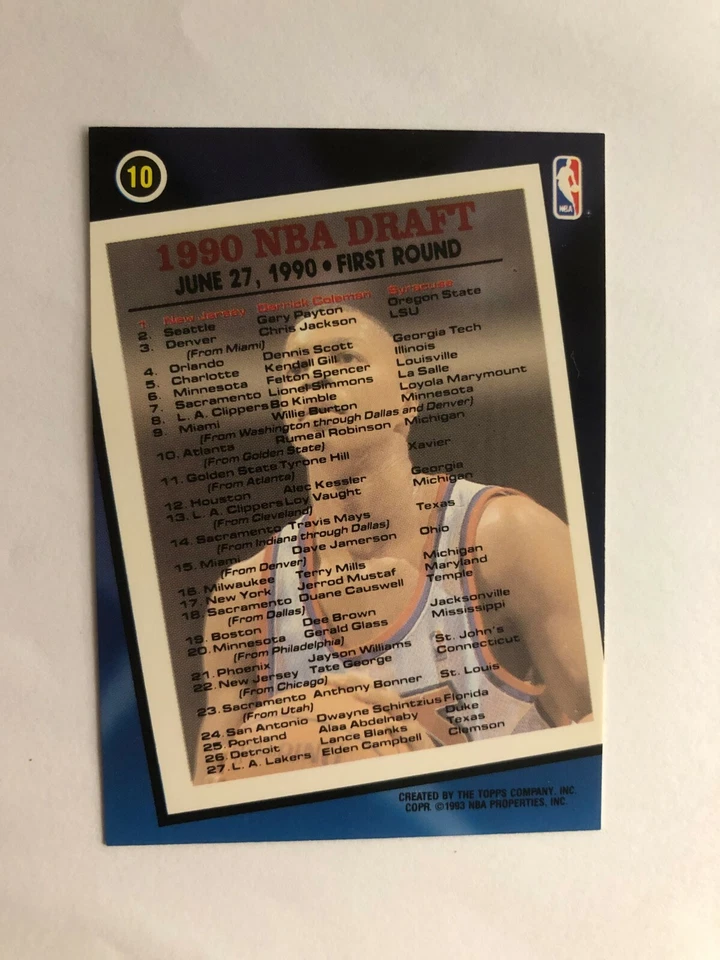 10
NBA
1990 NBA DRAFT
JUNE 27, 1990 • FIRST ROUND
1. New Jersey Derrick Coleman Syracuse
2. Seattle Gary Payton Oregon State
3. Denver Chris Jackson LSU
(From Miami)
4. Orlando Dennis Scott Georgia Tech
5. Charlotte Kendall Gill Illinois
6. Minnesota Felton Spencer Louisville
7. Sacramento Lionel Simmons La Salle
8. L. A. Clippers Bo Kimble Loyola Marymount
9. Miami Willie Burton Minnesota
(From Washington through Dallas and Denver)
10. Atlanta Rumeal Robinson Michigan
(From Golden State)
11. Golden State Tyrone Hill Xavier
(From Atlanta)
12. Houston Alec Kessler Georgia
13. L. A. Clippers Loy Vaught Michigan
(From Cleveland)
14. Sacramento Travis Mays Texas
(From Indiana through Dallas)
15. Miami Dave Jamerson Ohio
(From Denver)
16. Milwaukee Terry Mills Michigan
17. New York Jerrod Mustaf Maryland
18. Sacramento Duane Causwell Temple
(From Dallas)
19. Boston Dee Brown Jacksonville
20. Minnesota Gerald Glass Mississippi
(From Philadelphia)
21. Phoenix Jayson Williams St. John's
22. New Jersey Tate George Connecticut
(From Chicago)
23. Sacramento Anthony Bonner St. Louis
(From Utah)
24. San Antonio Dwayne Schintzius Florida
25. Portland Alaa Abdelnaby Duke
26. Detroit Lance Blanks Texas
27. L. A. Lakers Elden Campbell Clemson
CREATED BY THE TOPPS COMPANY, INC.
COPR. ©1993 NBA PROPERTIES, INC.